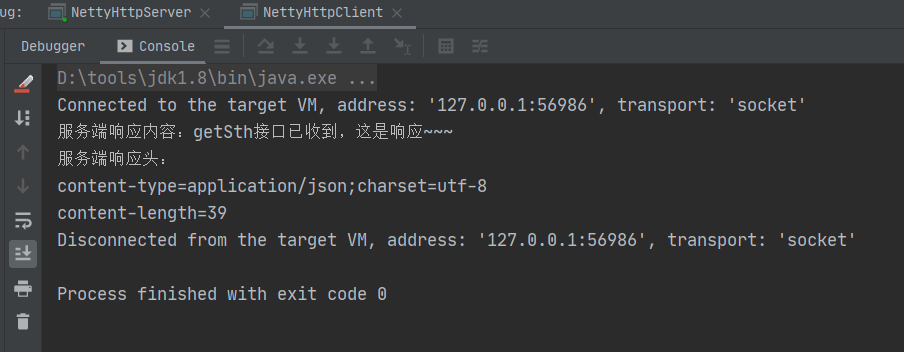 ug: NettyHttpServer × NettyHttpClient ×
Debugger Console
D:\tools\jdk1.8\bin\java.exe ...
Connected to the target VM, address: '127.0.0.1:56986', transport: 'socket'
服务端响应内容：getSth接口已收到，这是响应~~~
服务端响应头：
content-type=application/json;charset=utf-8
content-length=39
Disconnected from the target VM, address: '127.0.0.1:56986', transport: 'socket'
Process finished with exit code 0